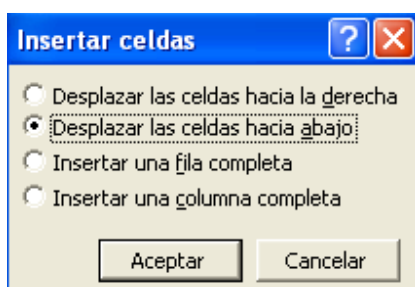 Insertar celdas ?
Desplazar las celdas hacia la derecha
Desplazar las celdas hacia abajo
Insertar una fila completa
Insertar una columna completa
Aceptar Cancelar